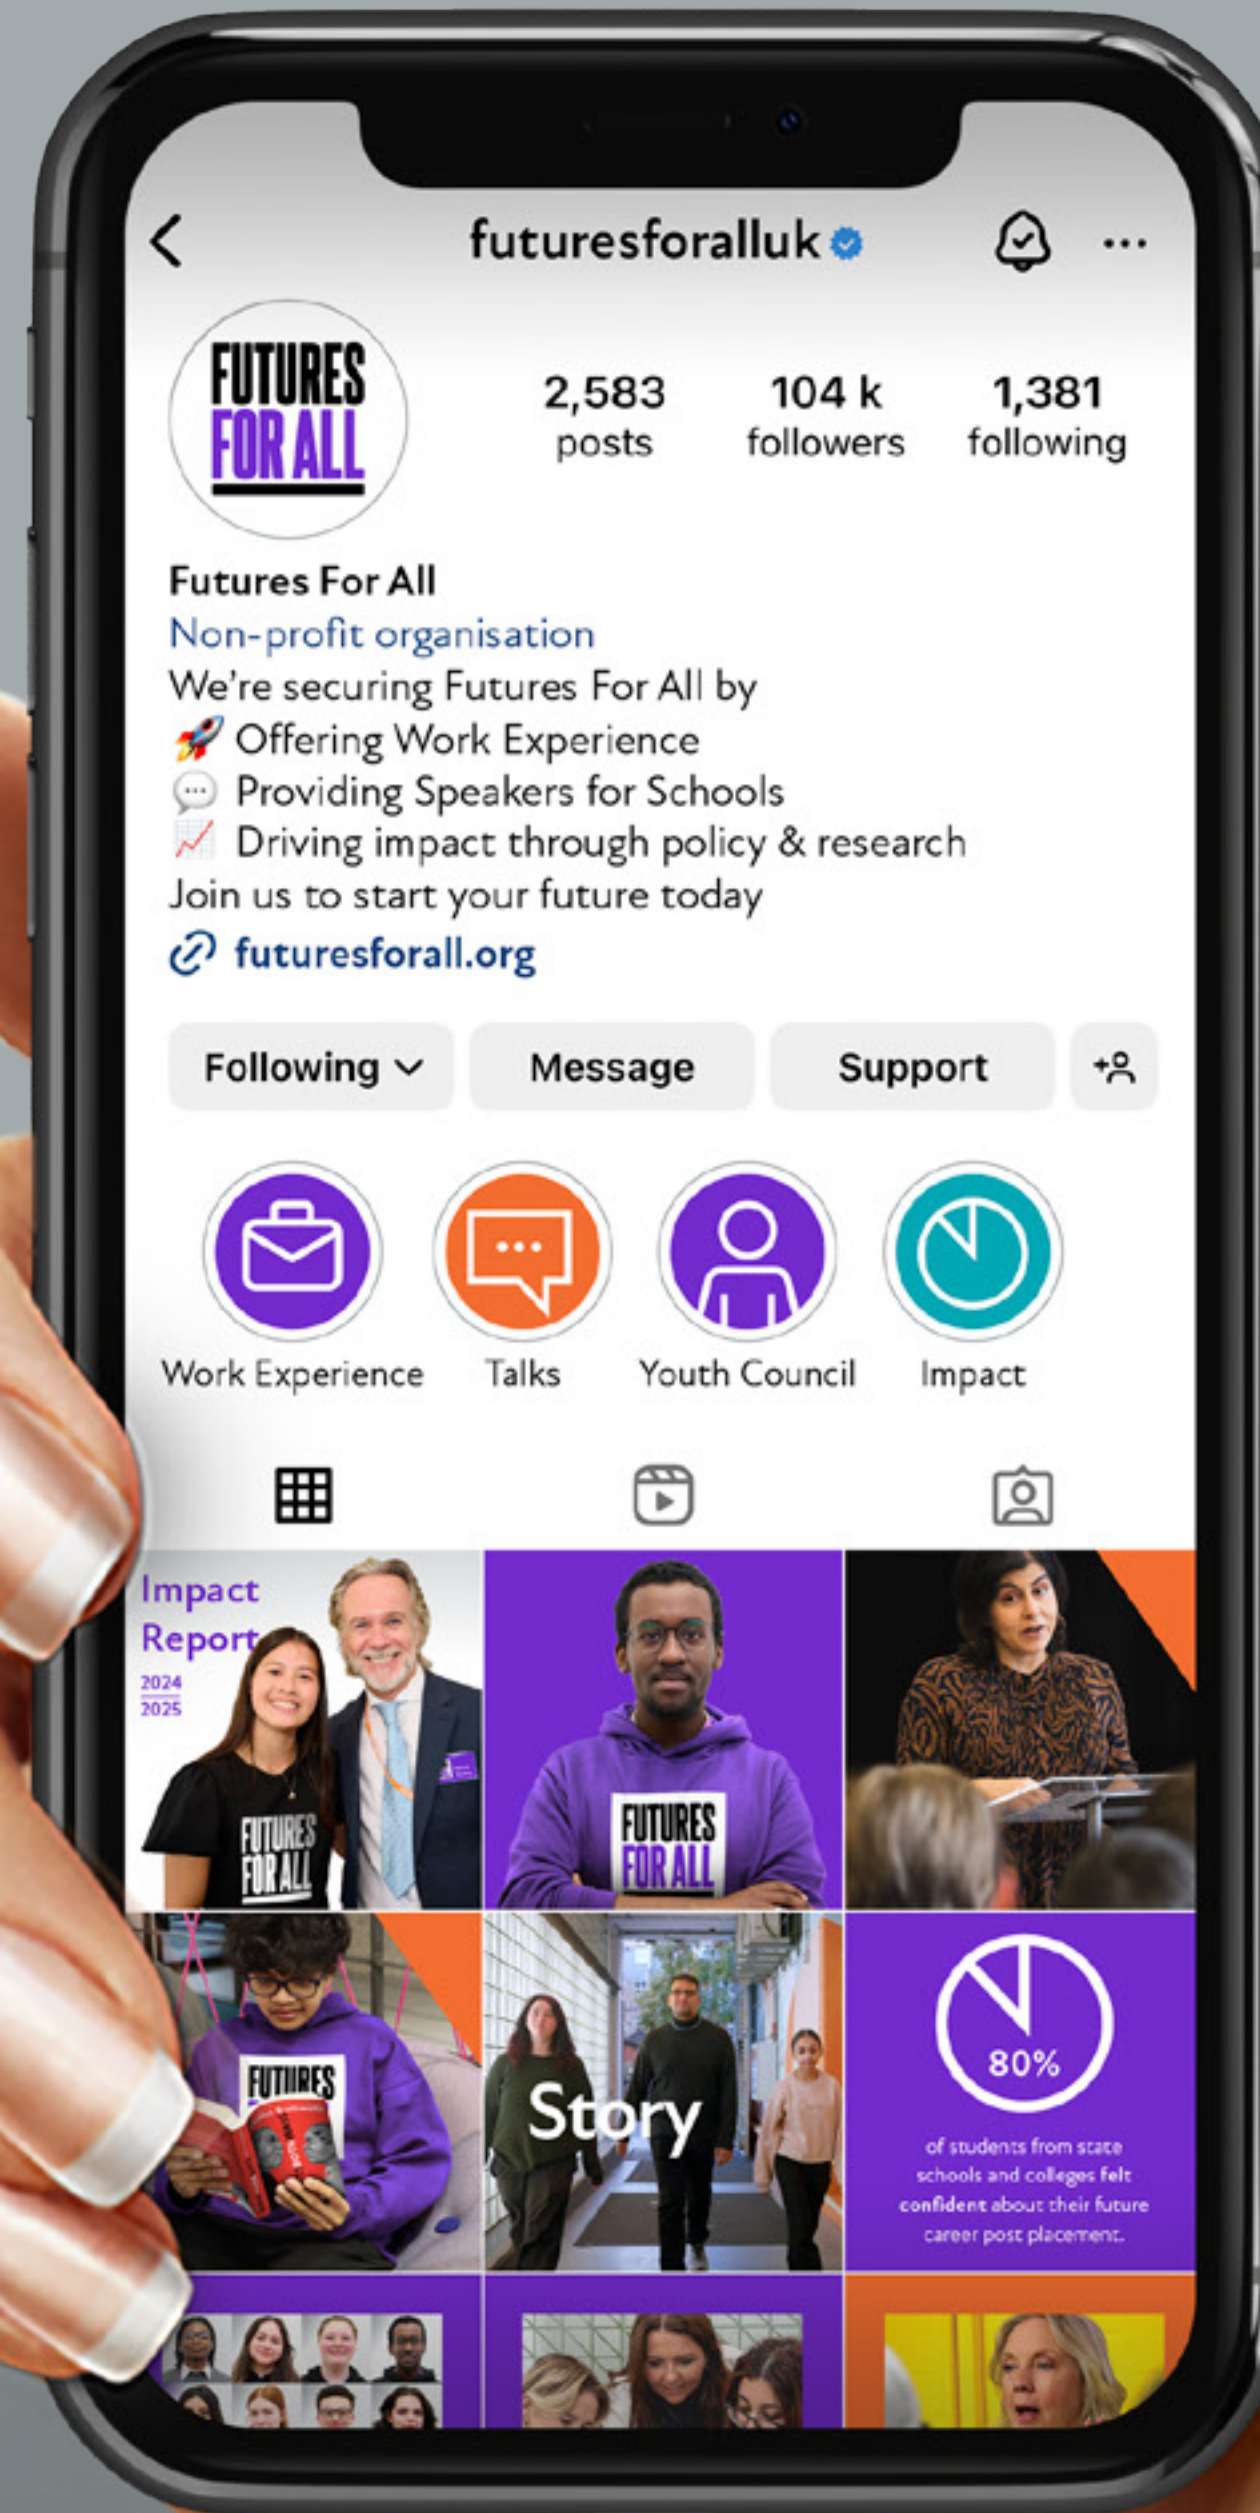 futuresforalluk
FUTURES
FOR ALL
2,583
posts
104 k
followers
1,381
following
Futures For All
Non-profit organisation
We're securing Futures For All by
🚀 Offering Work Experience
💬 Providing Speakers for Schools
📈 Driving impact through policy & research
Join us to start your future today
futuresforall.org
Following
Message
Support
Work Experience
Talks
Youth Council
Impact
Impact
Report
2024
2025
FUTURES
FOR ALL
FUTURES
FOR ALL
FUTURES
Story
80%
of students from state
schools and colleges felt
confident about their future
career post placement.